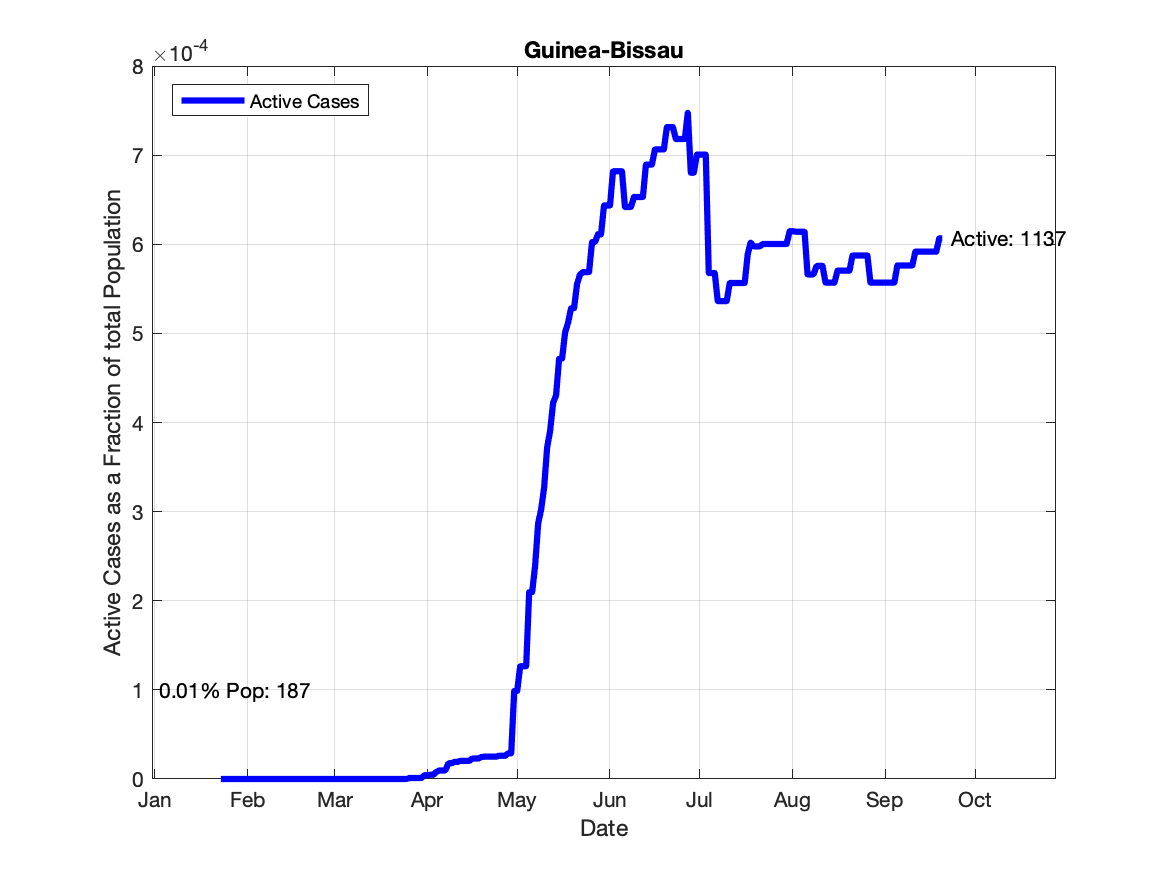 Guinea-Bissau
×10-4
Active Cases
8
7
6
5
4
3
2
1
0
Active Cases as a Fraction of total Population
Active: 1137
0.01% Pop: 187
Jan Feb Mar Apr May Jun Jul Aug Sep Oct
Date